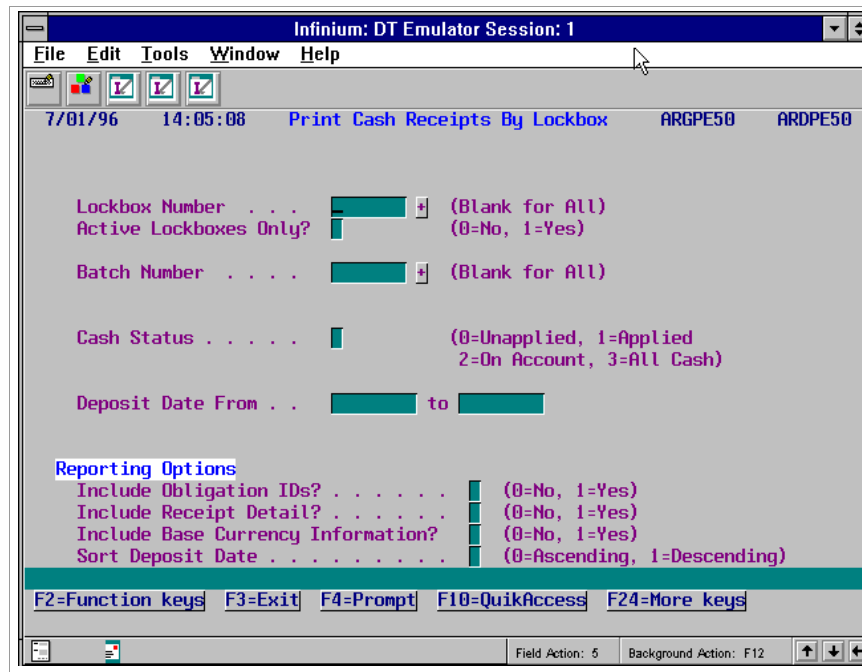 Infinium: DT Emulator Session: 1
File Edit Tools Window Help
7/01/96 14:05:08 Print Cash Receipts By Lockbox ARGPE50 ARDPE50
Lockbox Number . . . + (Blank for All)
Active Lockboxes Only? (0=No, 1=Yes)
Batch Number . . . . + (Blank for All)
Cash Status . . . . . (0=Unapplied, 1=Applied
2=On Account, 3=All Cash)
Deposit Date From . . to
Reporting Options
Include Obligation IDs? . . . . . . (0=No, 1=Yes)
Include Receipt Detail? . . . . . . (0=No, 1=Yes)
Include Base Currency Information? (0=No, 1=Yes)
Sort Deposit Date . . . . . . . . . (0=Ascending, 1=Descending)
F2=Function keys F3=Exit F4=Prompt F10=QuikAccess F24=More keys
Field Action: 5 Background Action: F12